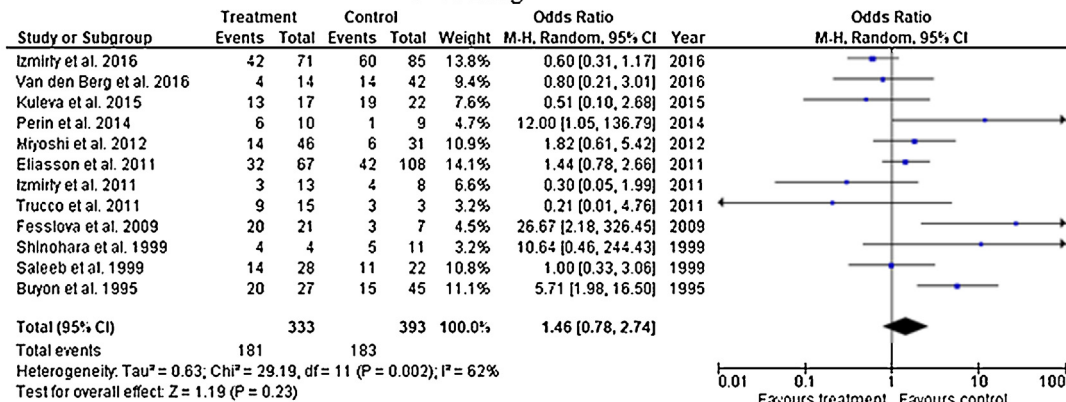 Treatment Control Odds Ratio Odds Ratio
Study or Subgroup Events Total Events Total Weight M-H, Random, 95% CI Year M-H, Random, 95% CI
Izmirly et al. 2016 42 71 60 85 13.8% 0.60 [0.31, 1.17] 2016
Van den Berg et al. 2016 4 14 14 42 9.4% 0.80 [0.21, 3.01] 2016
Kuleva et al. 2015 13 17 19 22 7.6% 0.51 [0.10, 2.68] 2015
Perin et al. 2014 6 10 1 9 4.7% 12.00 [1.05, 136.79] 2014
Miyoshi et al. 2012 14 46 6 31 10.9% 1.82 [0.61, 5.42] 2012
Eliasson et al. 2011 32 67 42 108 14.1% 1.44 [0.78, 2.66] 2011
Izmirly et al. 2011 3 13 4 8 6.6% 0.30 [0.05, 1.99] 2011
Trucco et al. 2011 9 15 3 3 3.2% 0.21 [0.01, 4.76] 2011
Fesslova et al. 2009 20 21 3 7 4.7% 26.67 [2.18, 326.45] 2009
Shinohara et al. 1999 4 4 5 11 3.2% 10.64 [0.46, 244.43] 1999
Saleeb et al. 1999 14 28 11 22 10.8% 1.00 [0.33, 3.06] 1999
Buyon et al. 1995 20 27 15 45 11.1% 5.71 [1.98, 16.50] 1995
Total (95% CI) 333 393 100.0% 1.46 [0.78, 2.74]
Total events 181 183
Heterogeneity: Tau² = 0.63; Chi² = 29.19, df = 11 (P = 0.002); I² = 62%
Test for overall effect: Z = 1.19 (P = 0.23)
0.01 0.1 1 10 100
Favours treatment Favours control